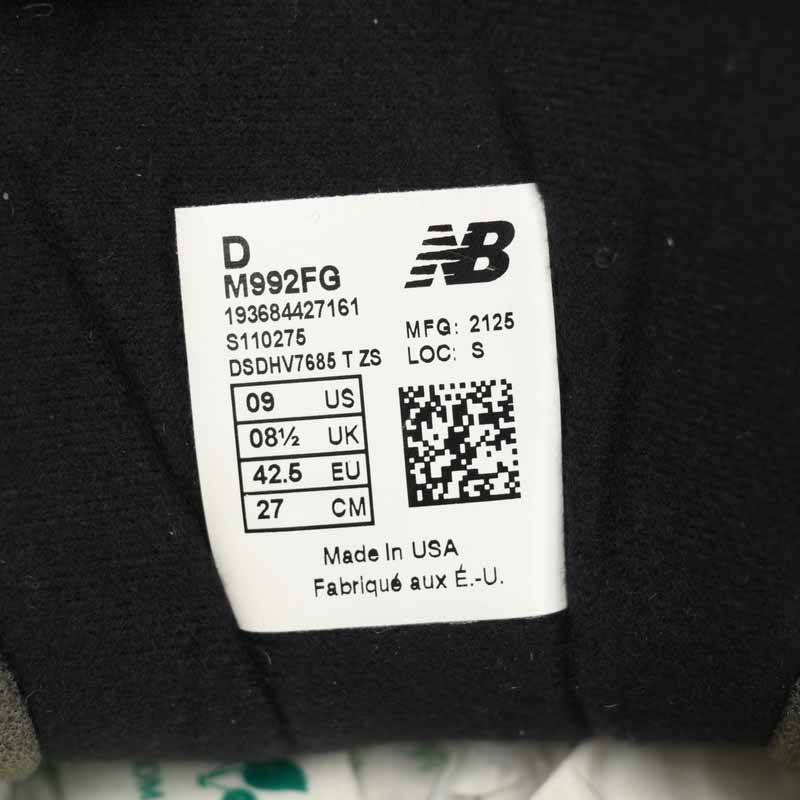 D
M992FG
193684427161
S110275
DSDHV7685 T ZS
NB
MFG: 2125
LOC: S
09 US
08½ UK
42.5 EU
27 CM
Made In USA
Fabriqué aux É.-U.